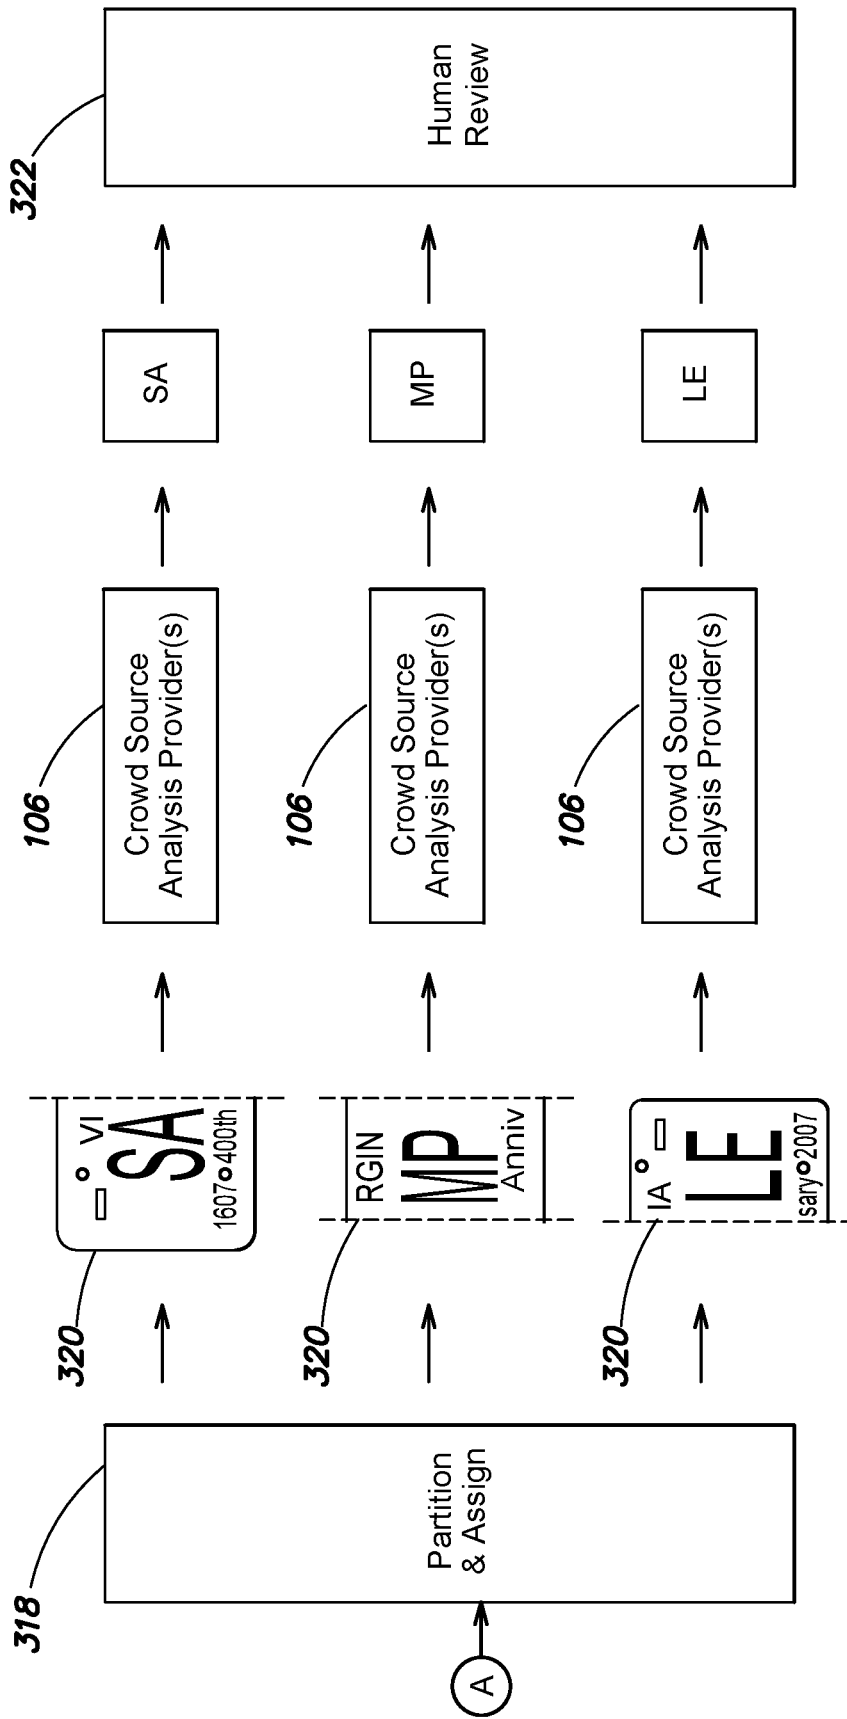 318
A
Partition
& Assign
320
VI
SA
1607 400th
320
RGIN
MP
Anniv
320
IA
LE
sary 2007
106
Crowd Source
Analysis Provider(s)
106
Crowd Source
Analysis Provider(s)
106
Crowd Source
Analysis Provider(s)
SA
MP
LE
322
Human
Review